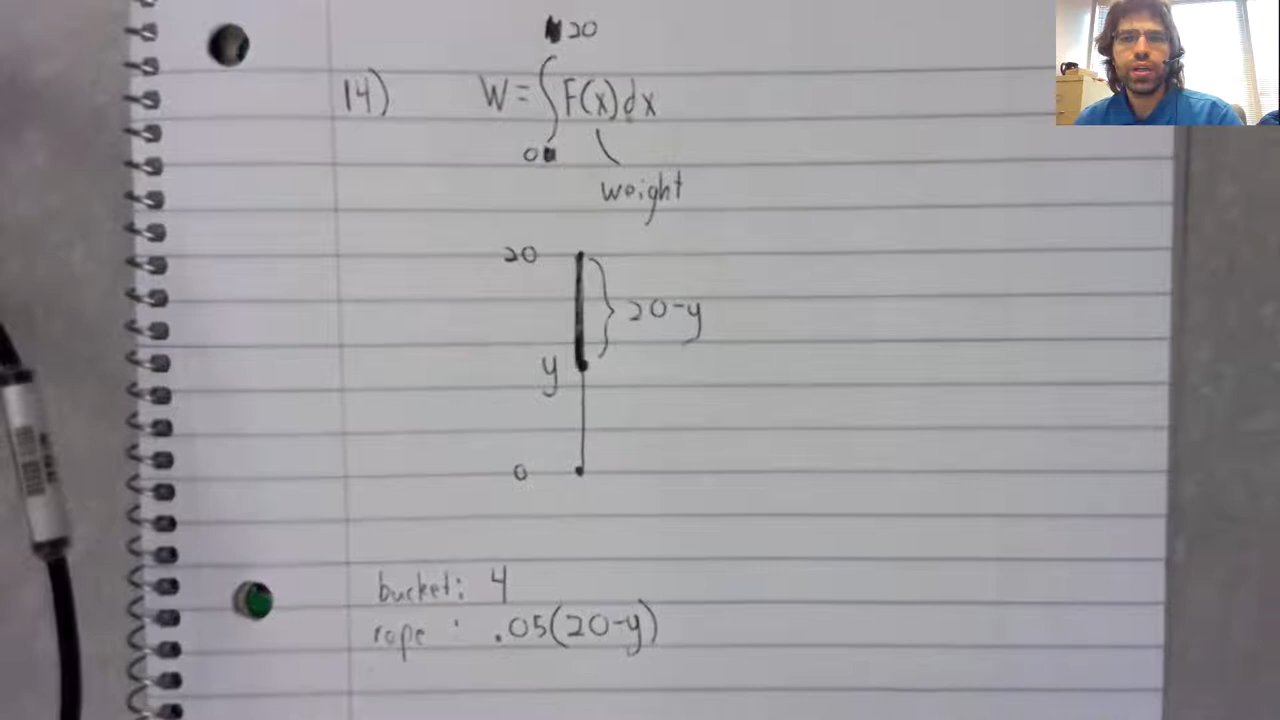 20
14) W = ∫ F(x) dx
0
weight
20
20-y
y
0
bucket: 4
rope : .05(20-y)